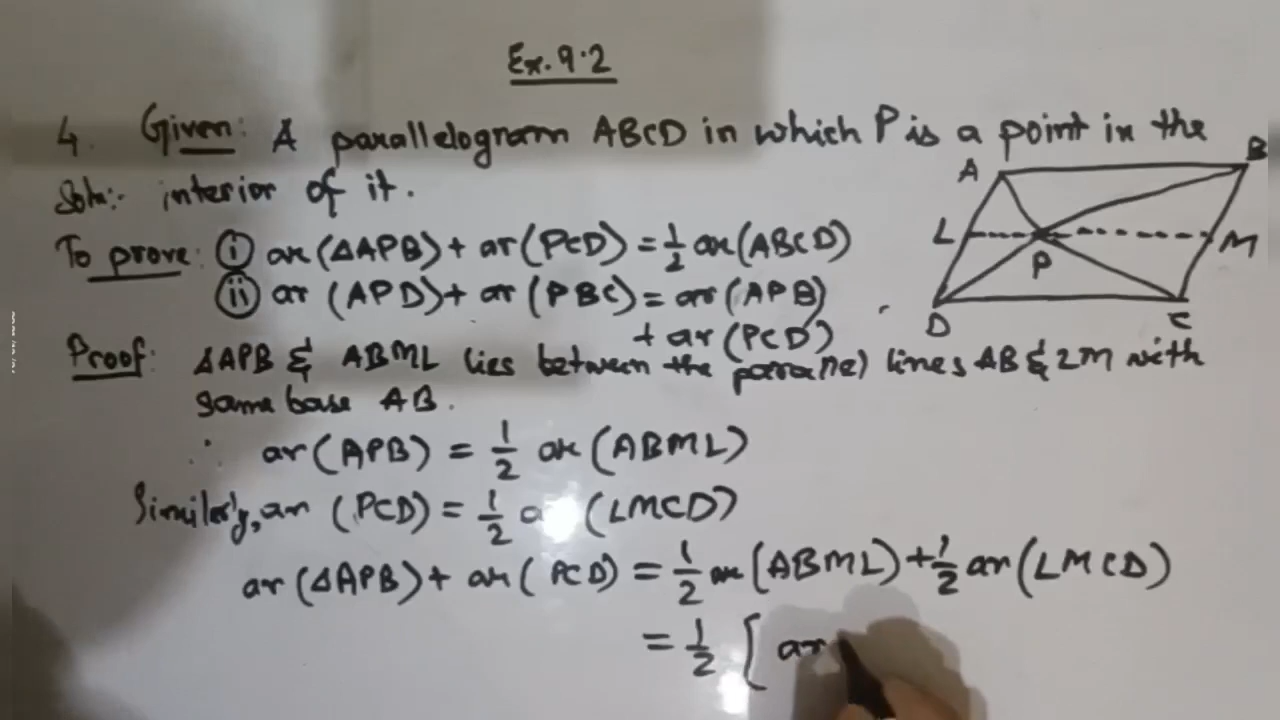 Ex. 9.2
4. Given: A parallelogram ABCD in which P is a point in the
Soln:- interior of it.
To prove: (i) ar(ΔAPB) + ar(PCD) = 1/2 ar(ABCD)
(ii) ar (APD) + ar (PBC) = ar (APB)
+ ar (PCD)
Proof: ΔAPB & ABML lies between the parallel lines AB & LM with
same base AB.
∴ ar(APB) = 1/2 ar (ABML)
Similarly, ar (PCD) = 1/2 ar (LMCD)
ar (ΔAPB) + ar (PCD) = 1/2 ar (ABML) + 1/2 ar (LMCD)
= 1/2 [ ar
A B
L P M
D C